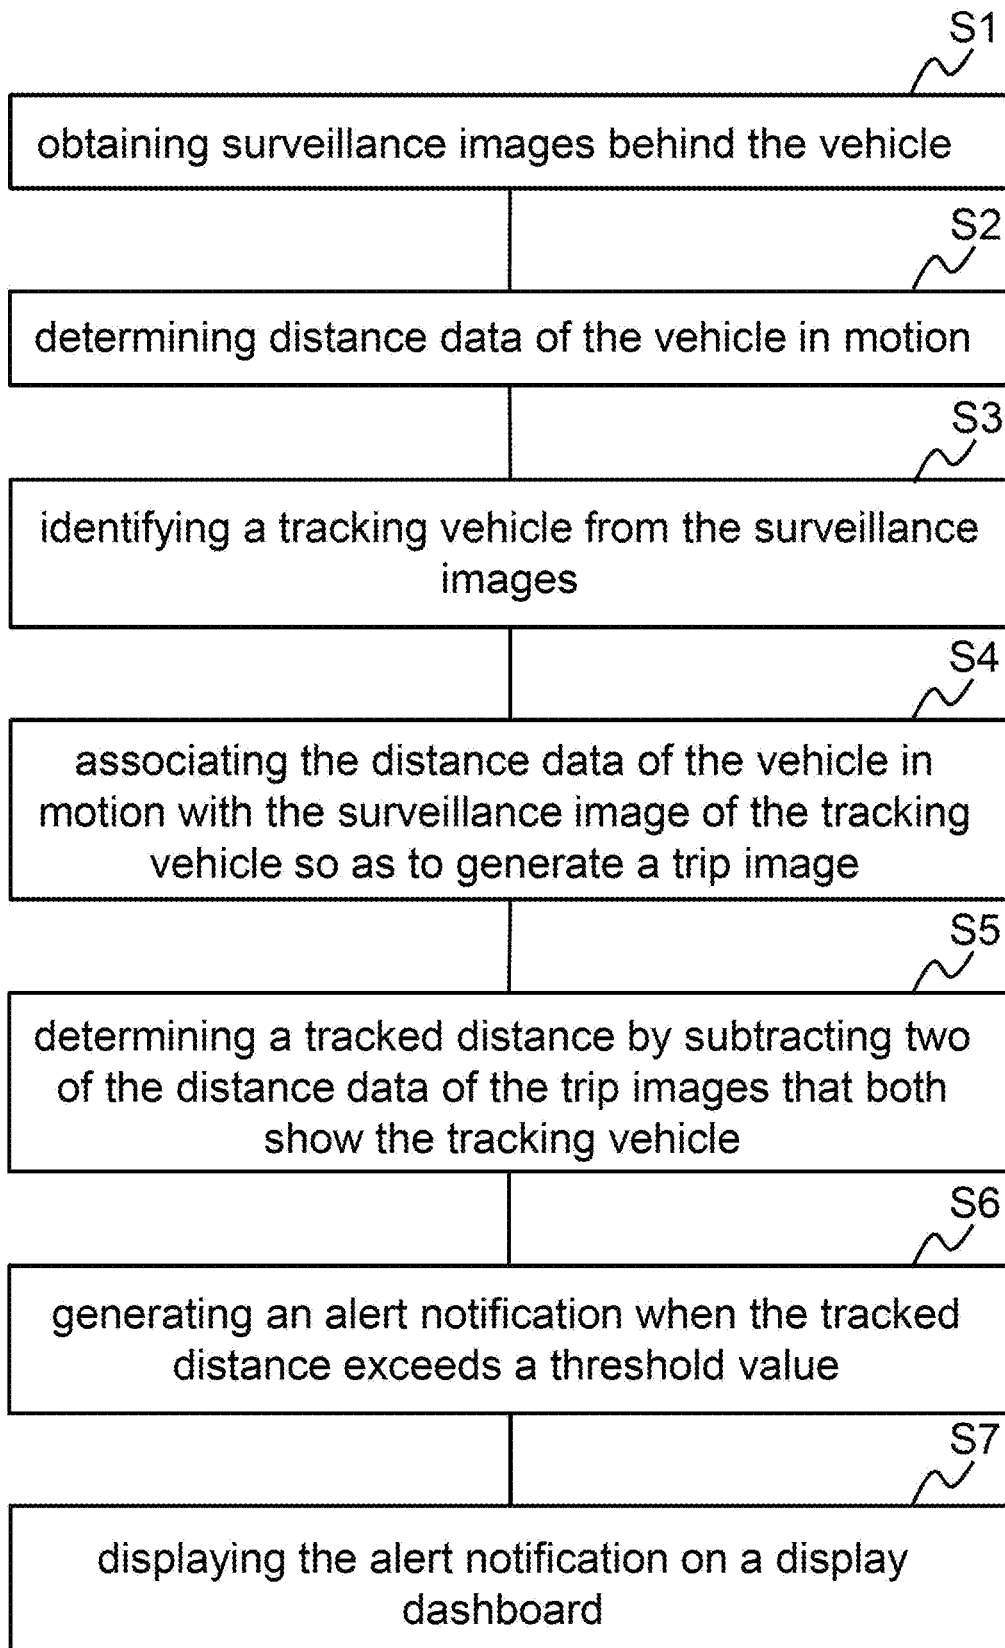 S1
obtaining surveillance images behind the vehicle
S2
determining distance data of the vehicle in motion
S3
identifying a tracking vehicle from the surveillance
images
S4
associating the distance data of the vehicle in
motion with the surveillance image of the tracking
vehicle so as to generate a trip image
S5
determining a tracked distance by subtracting two
of the distance data of the trip images that both
show the tracking vehicle
S6
generating an alert notification when the tracked
distance exceeds a threshold value
S7
displaying the alert notification on a display
dashboard